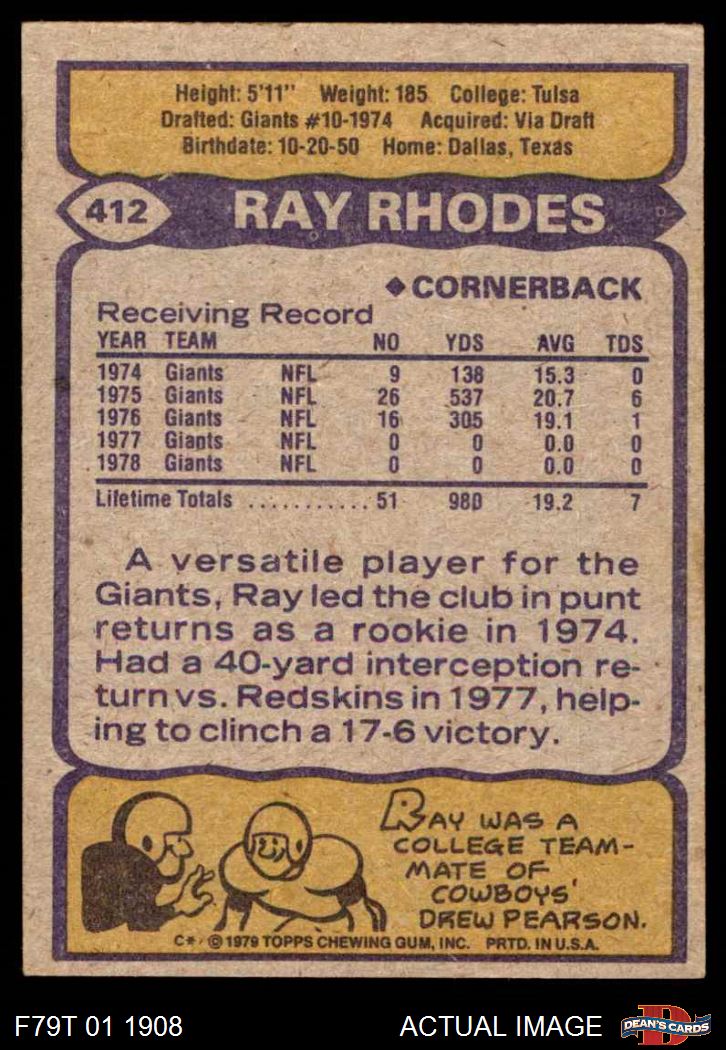 Height: 5'11" Weight: 185 College: Tulsa
Drafted: Giants #10-1974 Acquired: Via Draft
Birthdate: 10-20-50 Home: Dallas, Texas
412 RAY RHODES
◆ CORNERBACK
Receiving Record
YEAR TEAM NO YDS AVG TDS
1974 Giants NFL 9 138 15.3 0
1975 Giants NFL 26 537 20.7 6
1976 Giants NFL 16 305 19.1 1
1977 Giants NFL 0 0 0.0 0
1978 Giants NFL 0 0 0.0 0
Lifetime Totals ........... 51 980 19.2 7
A versatile player for the
Giants, Ray led the club in punt
returns as a rookie in 1974.
Had a 40-yard interception re-
turn vs. Redskins in 1977, help-
ing to clinch a 17-6 victory.
RAY WAS A
COLLEGE TEAM-
MATE OF
COWBOYS'
DREW PEARSON.
C* © 1979 TOPPS CHEWING GUM, INC. PRTD. IN U.S.A.
F79T 01 1908 ACTUAL IMAGE D DEAN'S CARDS